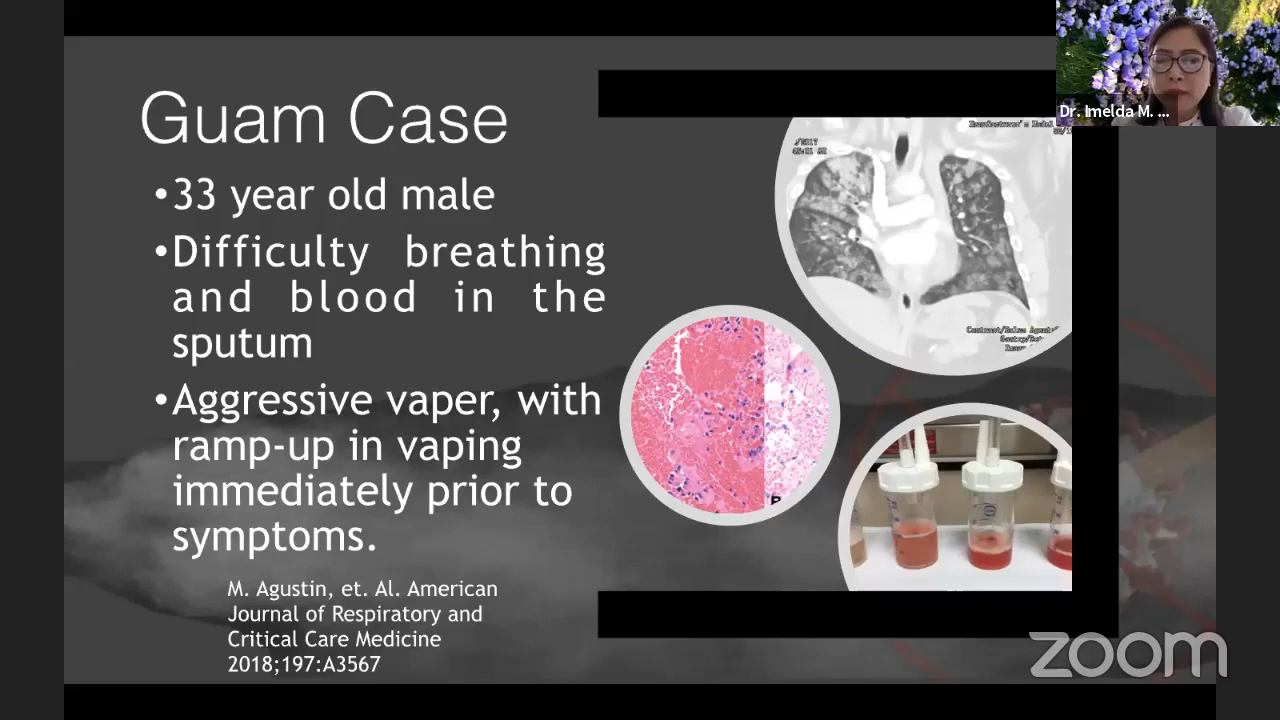 Guam Case
•33 year old male
•Difficulty breathing
and blood in the
sputum
•Aggressive vaper, with
ramp-up in vaping
immediately prior to
symptoms.
M. Agustin, et. Al. American
Journal of Respiratory and
Critical Care Medicine
2018;197:A3567
Dr. Imelda M. ...
zoom